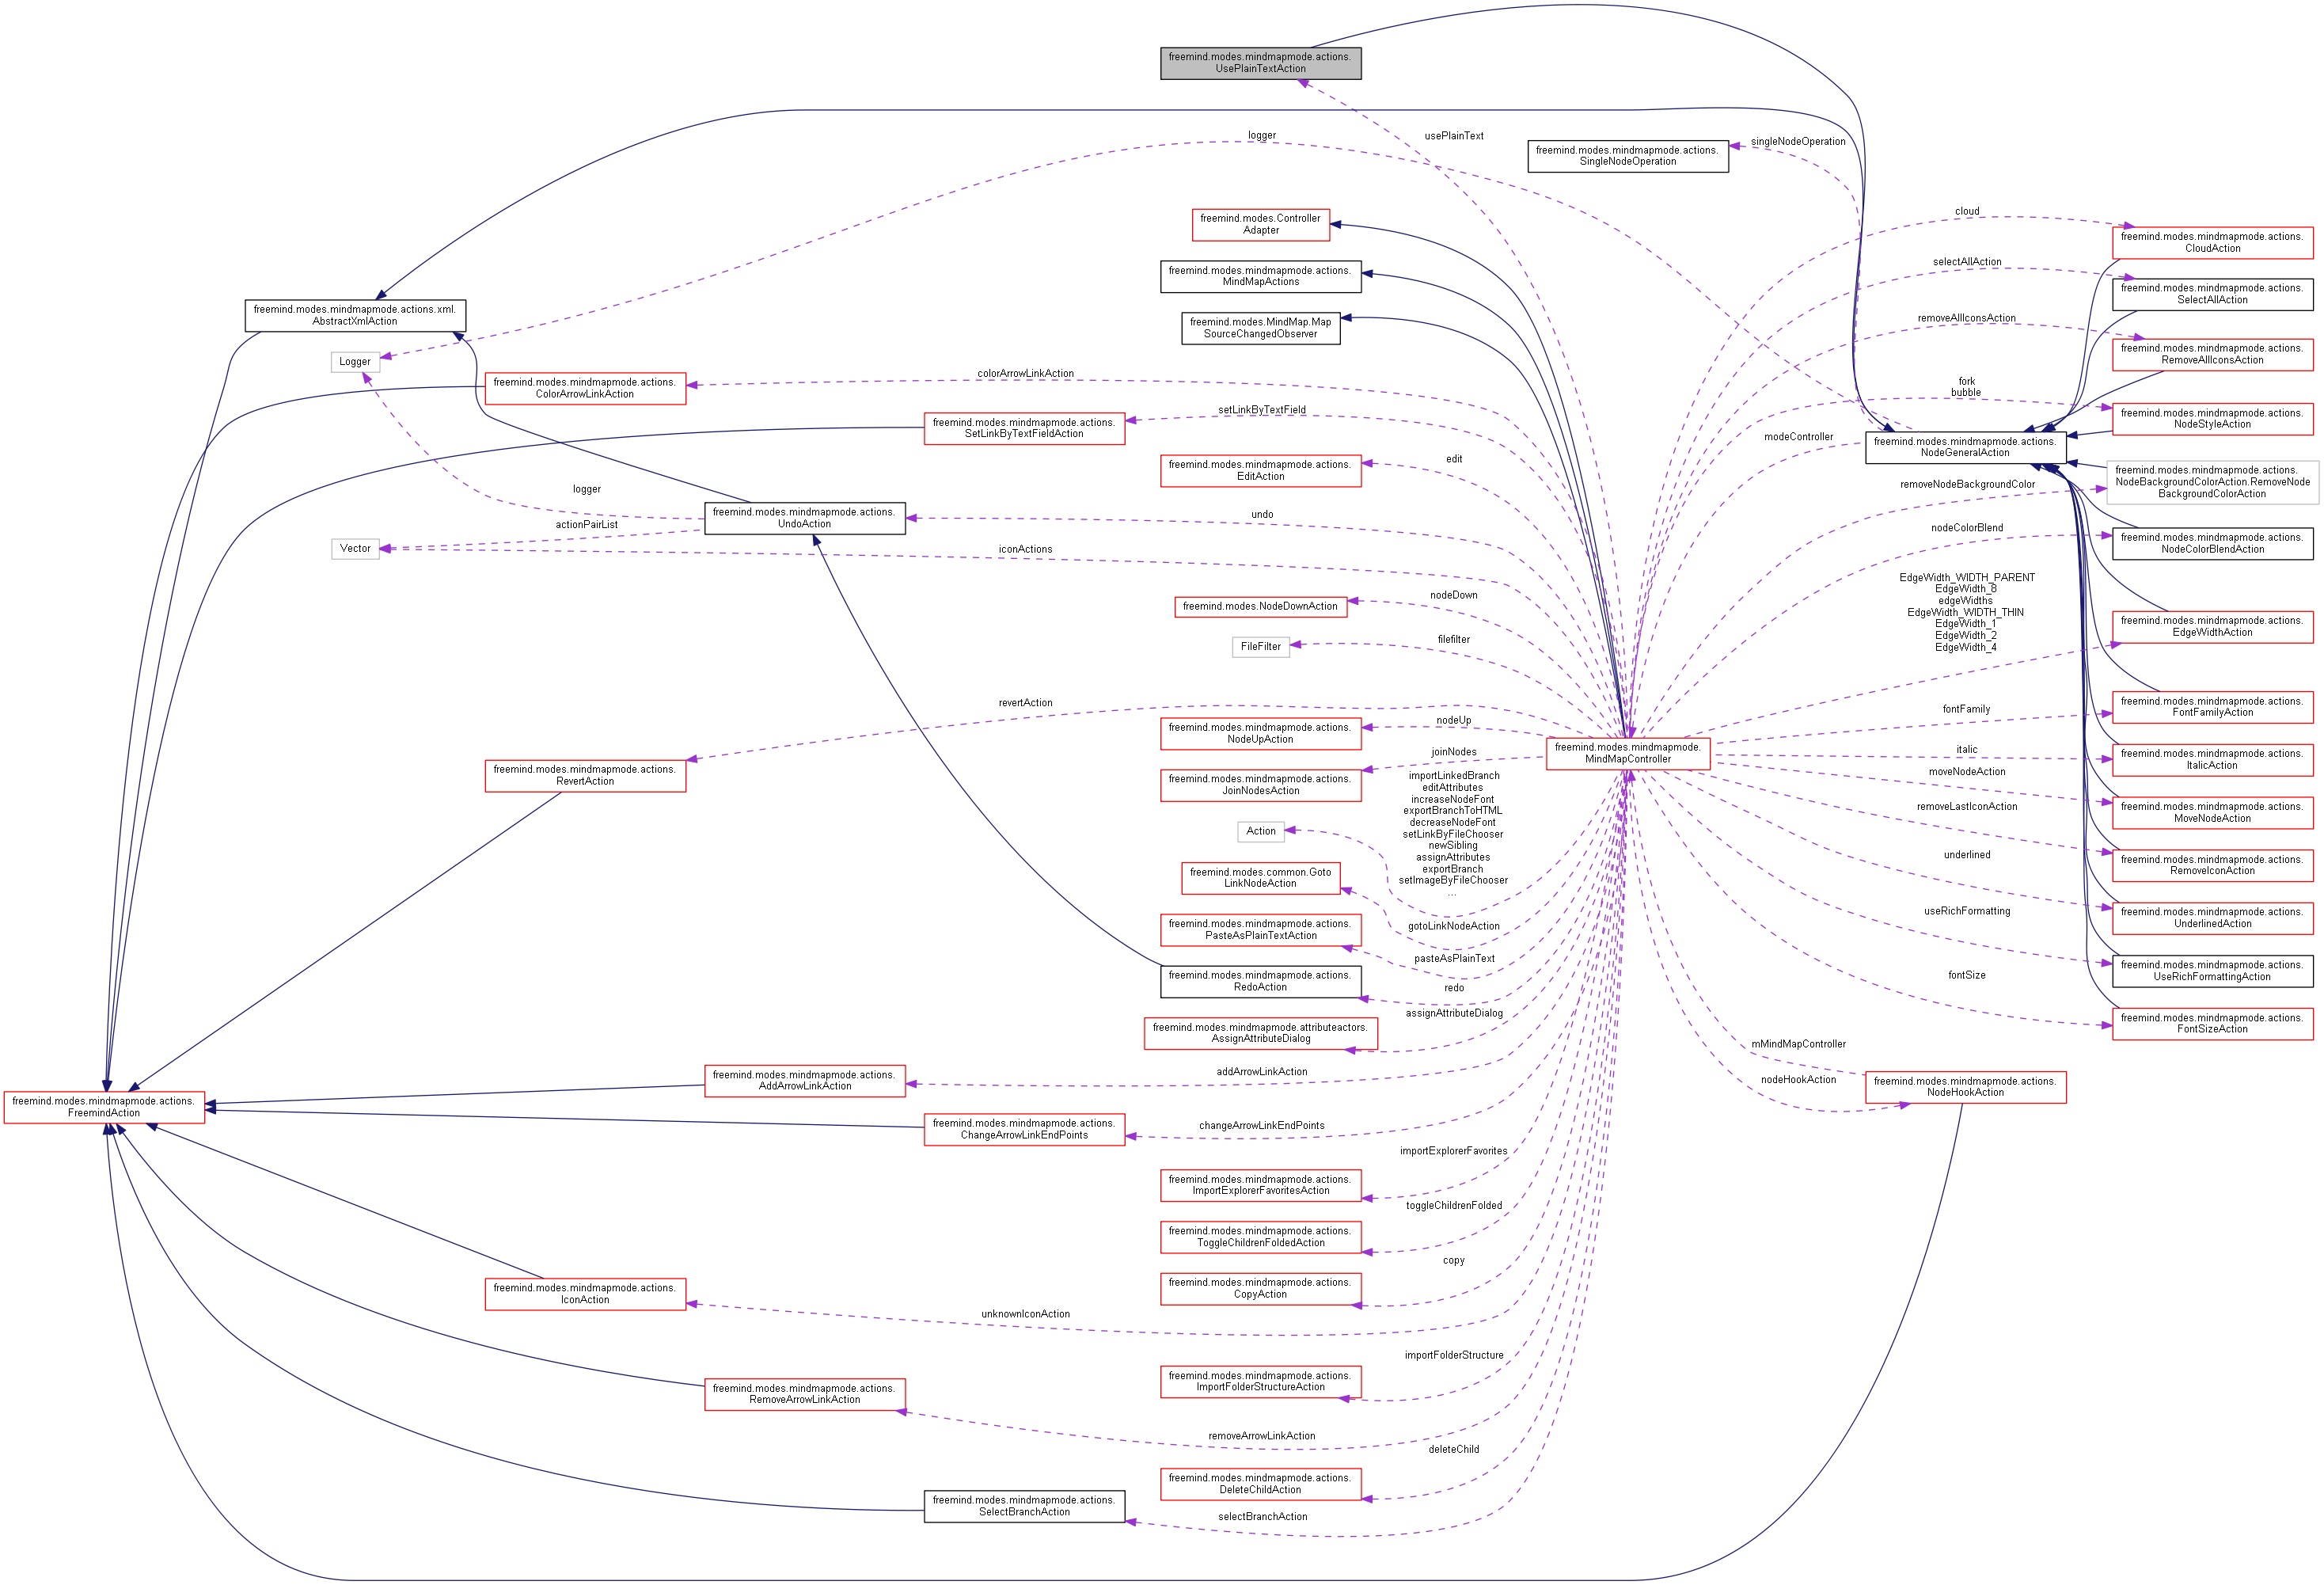 freemind.modes.mindmapmode.actions.
UsePlainTextAction
usePlainText
logger
singleNodeOperation
freemind.modes.mindmapmode.actions.
SingleNodeOperation
freemind.modes.Controller
Adapter
cloud
freemind.modes.mindmapmode.actions.
CloudAction
freemind.modes.mindmapmode.actions.
MindMapActions
selectAllAction
freemind.modes.mindmapmode.actions.
SelectAllAction
freemind.modes.mindmapmode.actions.xml.
AbstractXmlAction
freemind.modes.MindMap.Map
SourceChangedObserver
removeAllIconsAction
freemind.modes.mindmapmode.actions.
RemoveAllIconsAction
Logger
colorArrowLinkAction
freemind.modes.mindmapmode.actions.
ColorArrowLinkAction
fork
bubble
freemind.modes.mindmapmode.actions.
NodeStyleAction
setLinkByTextField
freemind.modes.mindmapmode.actions.
SetLinkByTextFieldAction
modeController
freemind.modes.mindmapmode.actions.
NodeGeneralAction
edit
freemind.modes.mindmapmode.actions.
EditAction
removeNodeBackgroundColor
freemind.modes.mindmapmode.actions.
NodeBackgroundColorAction.RemoveNode
BackgroundColorAction
logger
freemind.modes.mindmapmode.actions.
UndoAction
undo
actionPairList
Vector
iconActions
nodeColorBlend
freemind.modes.mindmapmode.actions.
NodeColorBlendAction
nodeDown
freemind.modes.NodeDownAction
EdgeWidth_WIDTH_PARENT
EdgeWidth_8
edgeWidths
EdgeWidth_WIDTH_THIN
EdgeWidth_1
EdgeWidth_2
EdgeWidth_4
freemind.modes.mindmapmode.actions.
EdgeWidthAction
filefilter
FileFilter
revertAction
fontFamily
freemind.modes.mindmapmode.actions.
FontFamilyAction
nodeUp
freemind.modes.mindmapmode.actions.
NodeUpAction
freemind.modes.mindmapmode.
MindMapController
italic
freemind.modes.mindmapmode.actions.
ItalicAction
freemind.modes.mindmapmode.actions.
RevertAction
joinNodes
freemind.modes.mindmapmode.actions.
JoinNodesAction
moveNodeAction
freemind.modes.mindmapmode.actions.
MoveNodeAction
importLinkedBranch
editAttributes
increaseNodeFont
exportBranchToHTML
decreaseNodeFont
setLinkByFileChooser
newSibling
assignAttributes
exportBranch
setImageByFileChooser
...
Action
removeLastIconAction
freemind.modes.mindmapmode.actions.
RemoveIconAction
freemind.modes.common.Goto
LinkNodeAction
gotoLinkNodeAction
underlined
freemind.modes.mindmapmode.actions.
UnderlinedAction
freemind.modes.mindmapmode.actions.
PasteAsPlainTextAction
pasteAsPlainText
useRichFormatting
freemind.modes.mindmapmode.actions.
UseRichFormattingAction
freemind.modes.mindmapmode.actions.
RedoAction
redo
fontSize
freemind.modes.mindmapmode.actions.
FontSizeAction
assignAttributeDialog
freemind.modes.mindmapmode.attributeactors.
AssignAttributeDialog
mMindMapController
addArrowLinkAction
freemind.modes.mindmapmode.actions.
AddArrowLinkAction
nodeHookAction
freemind.modes.mindmapmode.actions.
NodeHookAction
freemind.modes.mindmapmode.actions.
FreemindAction
changeArrowLinkEndPoints
freemind.modes.mindmapmode.actions.
ChangeArrowLinkEndPoints
importExplorerFavorites
freemind.modes.mindmapmode.actions.
ImportExplorerFavoritesAction
toggleChildrenFolded
freemind.modes.mindmapmode.actions.
ToggleChildrenFoldedAction
copy
freemind.modes.mindmapmode.actions.
CopyAction
freemind.modes.mindmapmode.actions.
IconAction
unknownIconAction
importFolderStructure
freemind.modes.mindmapmode.actions.
ImportFolderStructureAction
freemind.modes.mindmapmode.actions.
RemoveArrowLinkAction
removeArrowLinkAction
deleteChild
freemind.modes.mindmapmode.actions.
DeleteChildAction
freemind.modes.mindmapmode.actions.
SelectBranchAction
selectBranchAction